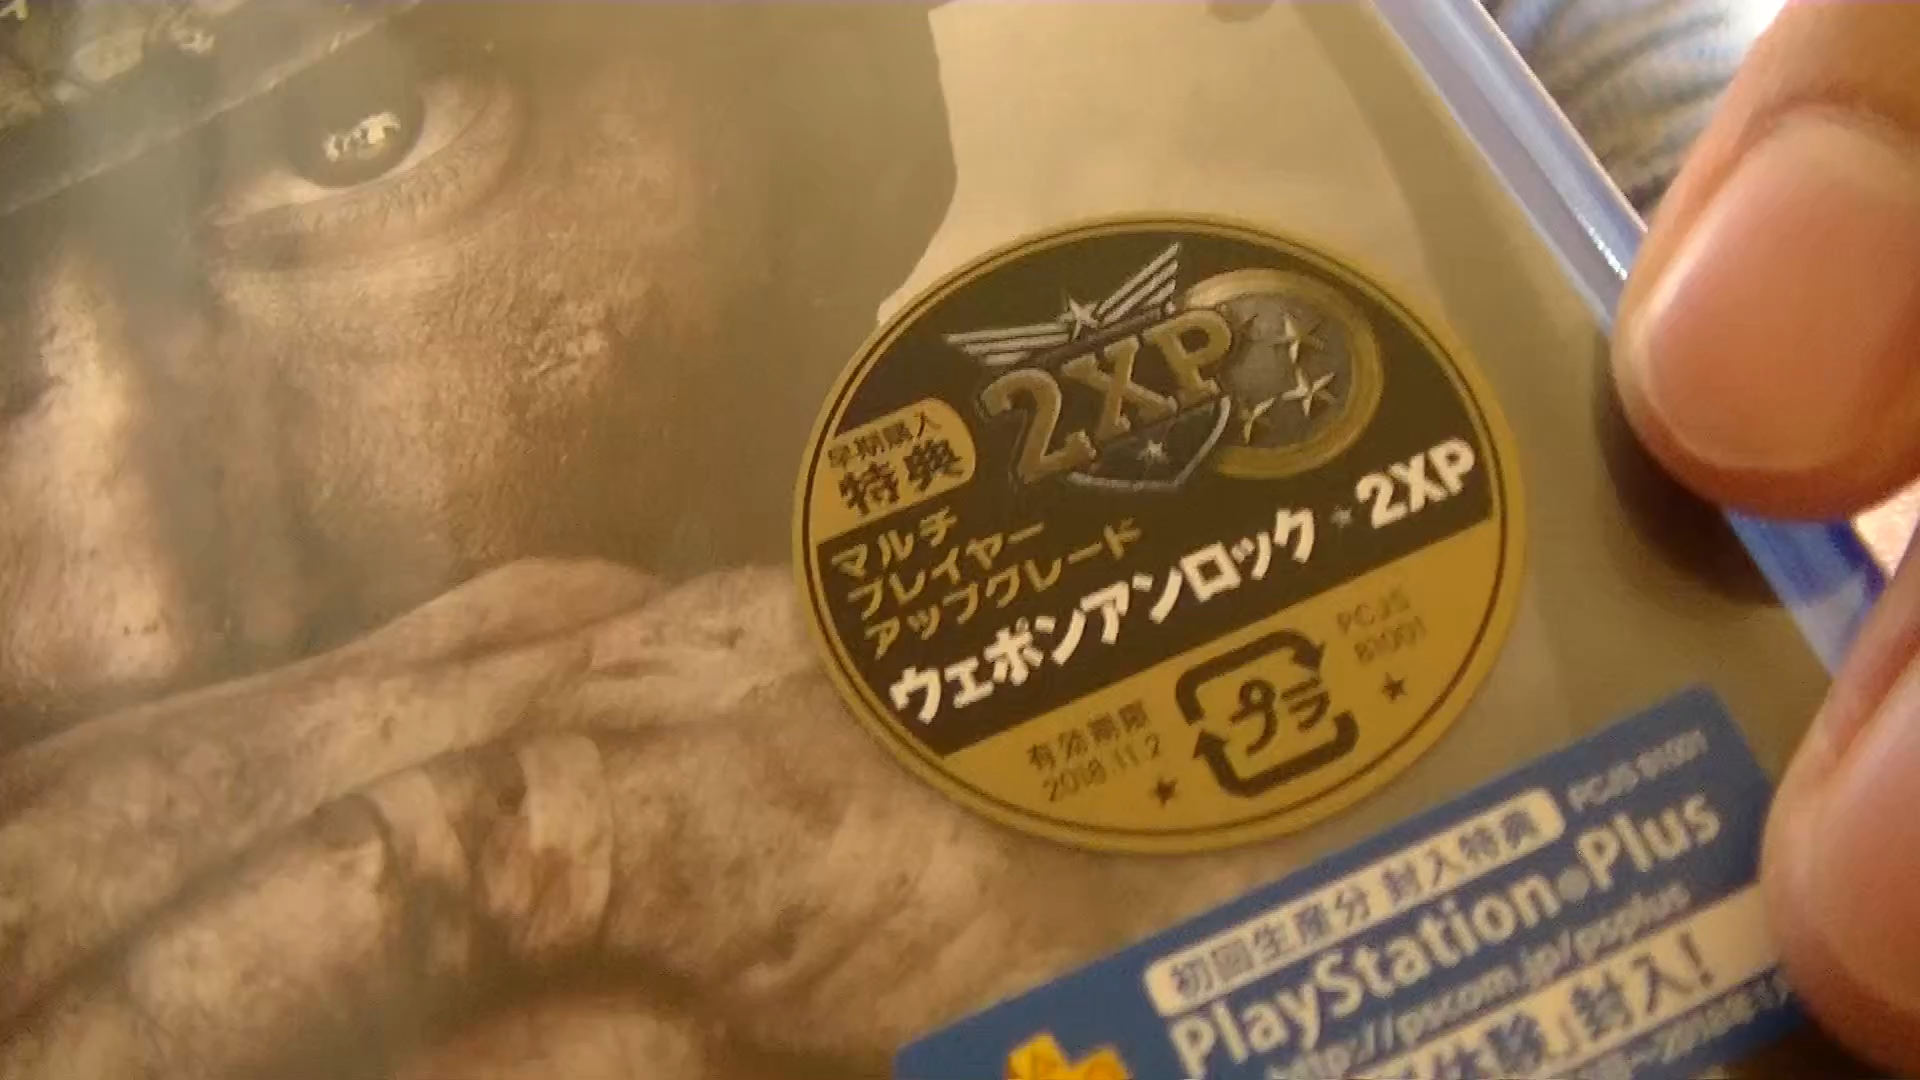 2XP
早期購入
特典
マルチ
プレイヤー
アップグレード
ウェポンアンロック・2XP
有効期限
2018.11.2
プラ
PCJS
81001
初回生産分 封入特典
PlayStation Plus
http://pscom.jp/psplus
封入!